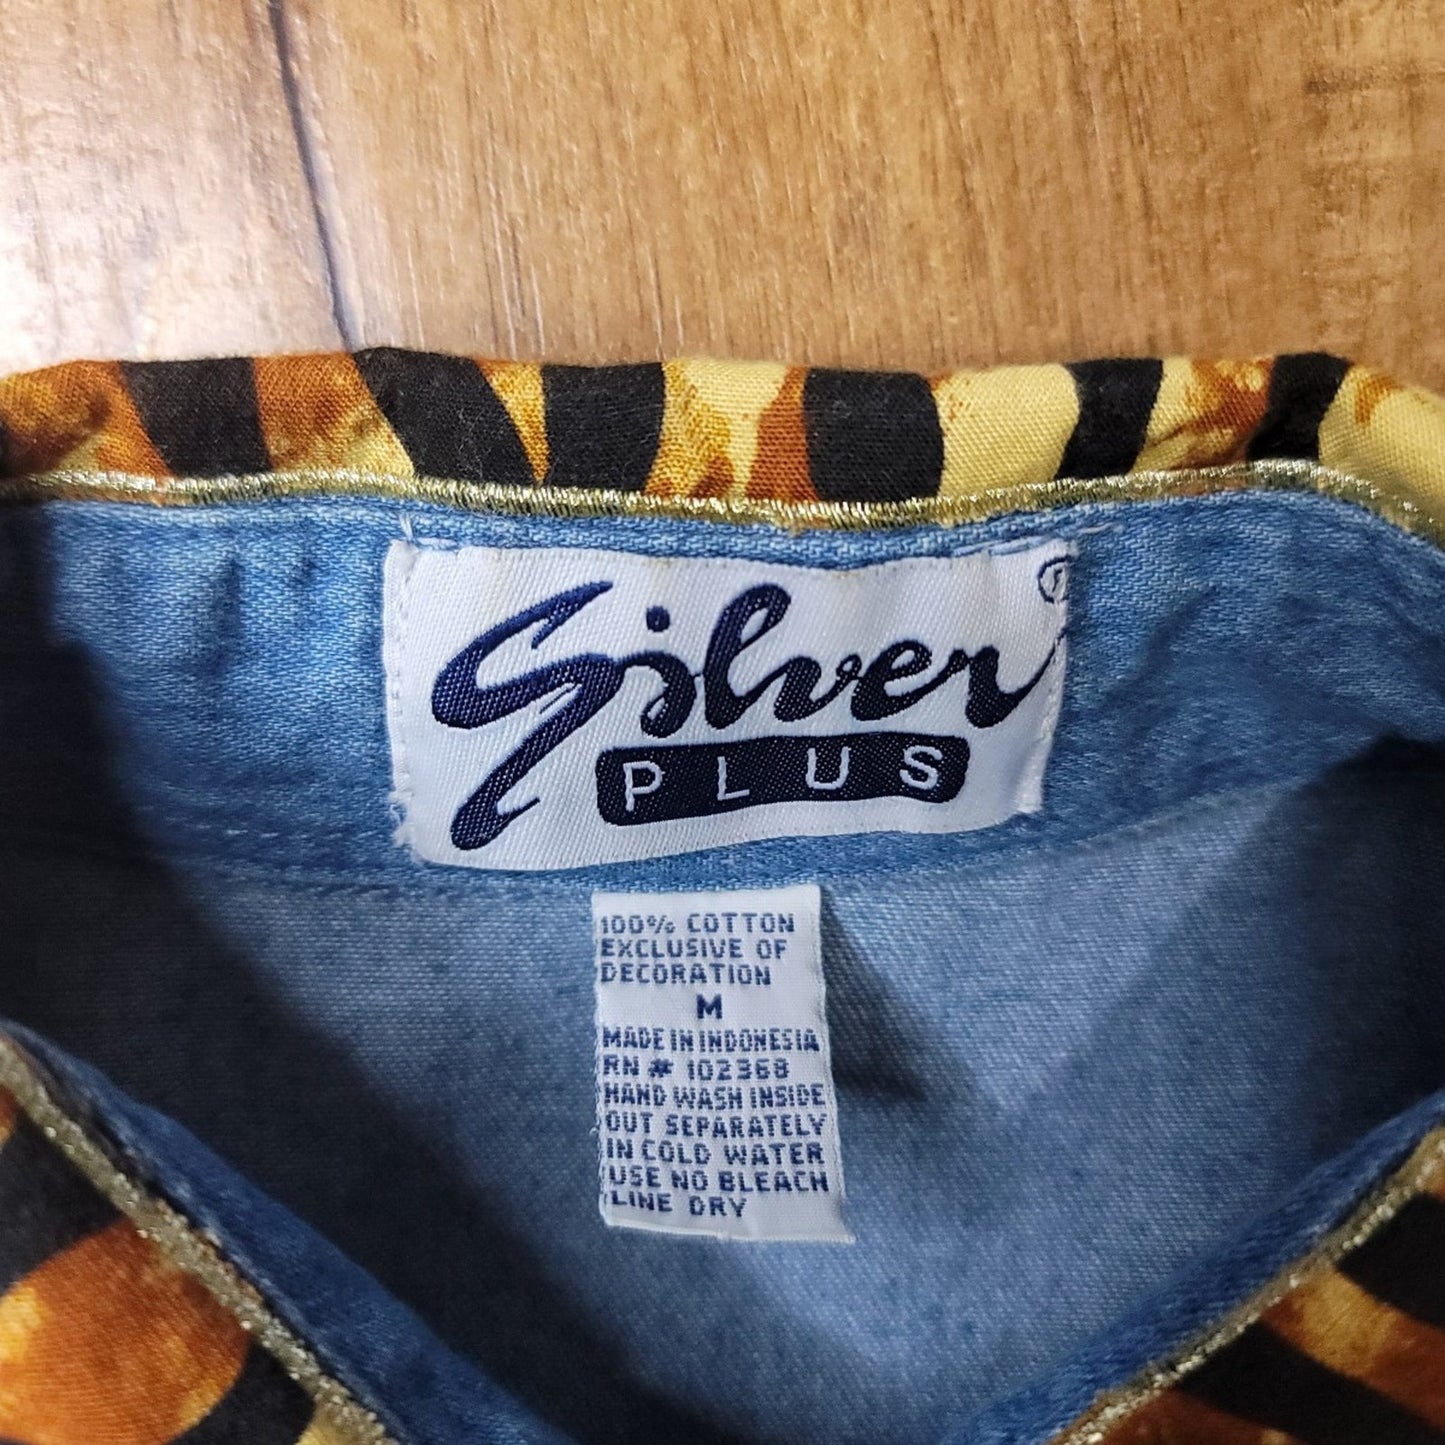 Silver
PLUS
100% COTTON
EXCLUSIVE OF
DECORATION
M
MADE IN INDONESIA
RN # 102368
HAND WASH INSIDE
OUT SEPARATELY
IN COLD WATER
USE NO BLEACH
LINE DRY